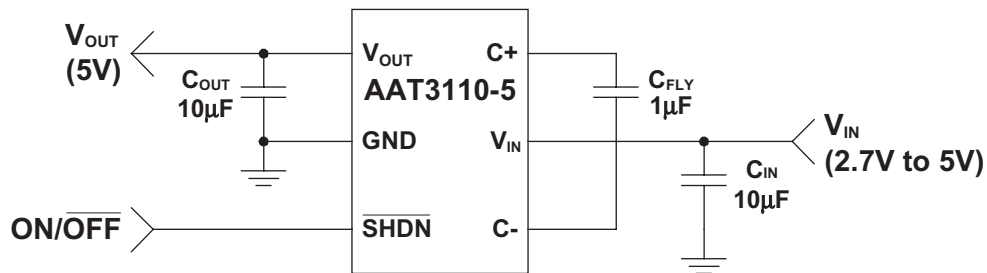 VOUT
(5V)
COUT
10μF
VOUT
C+
AAT3110-5
GND
VIN
SHDN
C-
CFLY
1μF
VIN
(2.7V to 5V)
CIN
10μF
ON/OFF